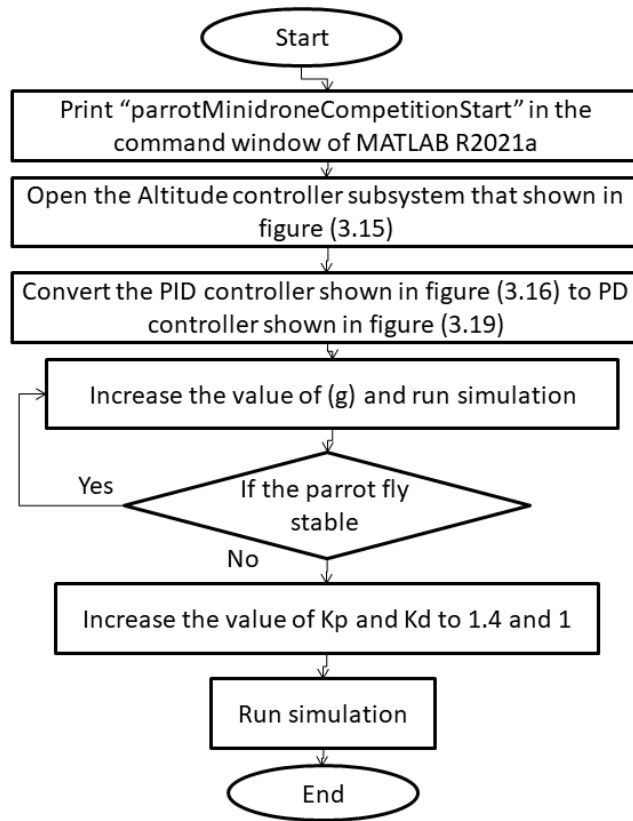 Start
Print “parrotMinidroneCompetitionStart” in the
command window of MATLAB R2021a
Open the Altitude controller subsystem that shown in
figure (3.15)
Convert the PID controller shown in figure (3.16) to PD
controller shown in figure (3.19)
Increase the value of (g) and run simulation
Yes
If the parrot fly
stable
No
Increase the value of Kp and Kd to 1.4 and 1
Run simulation
End